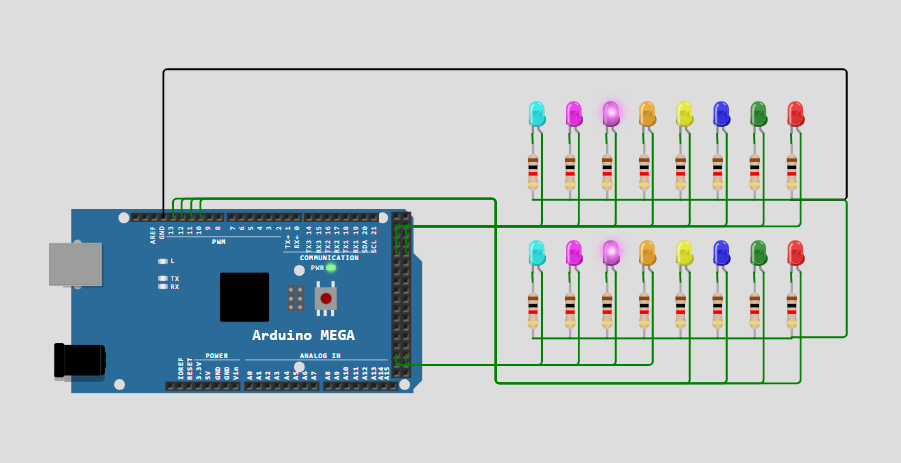 AREF
GND
13
12
11
10
9
8
7
6
5
4
3
2
TX→ 1
RX← 0
TX3 14
RX3 15
TX2 16
RX2 17
TX1 18
RX1 19
SDA 20
SCL 21
PWM
COMMUNICATION
L
PWR
TX
RX
Arduino MEGA
POWER
ANALOG IN
IOREF
RESET
3.3V
5V
GND
GND
Vin
A0
A1
A2
A3
A4
A5
A6
A7
A8
A9
A10
A11
A12
A13
A14
A15